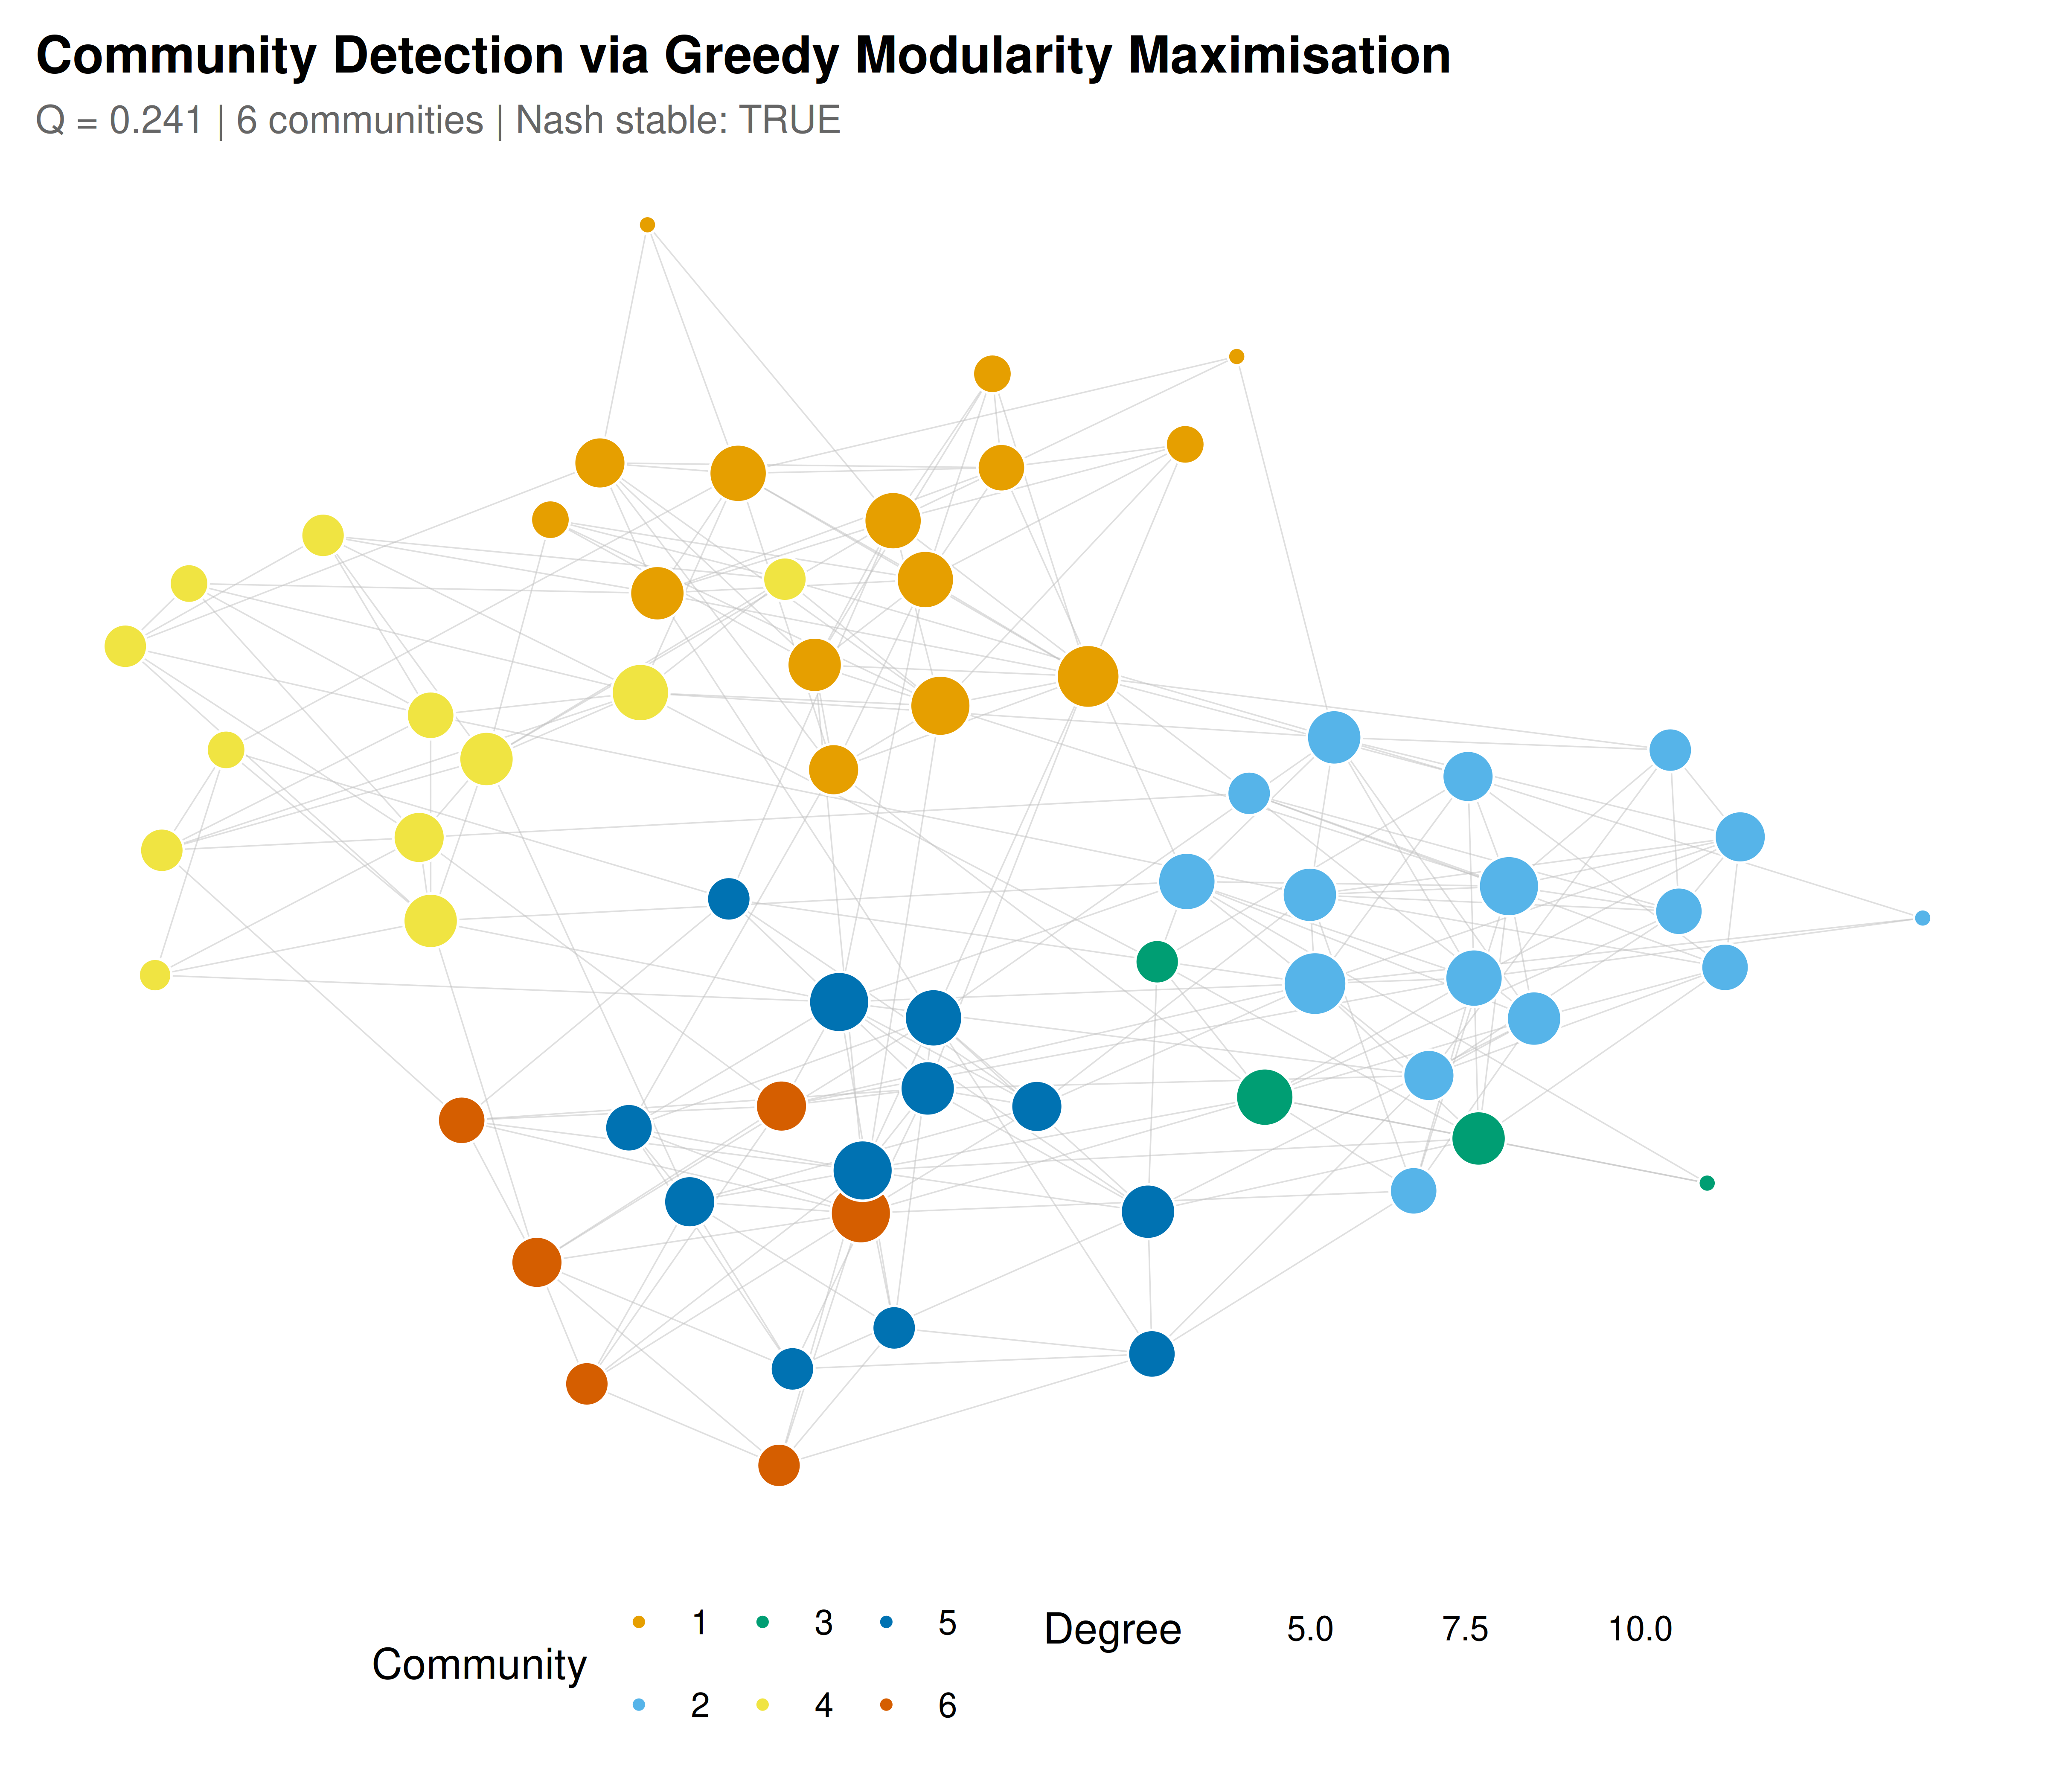 Community Detection via Greedy Modularity Maximisation
Q = 0.241 | 6 communities | Nash stable: TRUE
Community
1 3 5
2 4 6
Degree
5.0 7.5 10.0